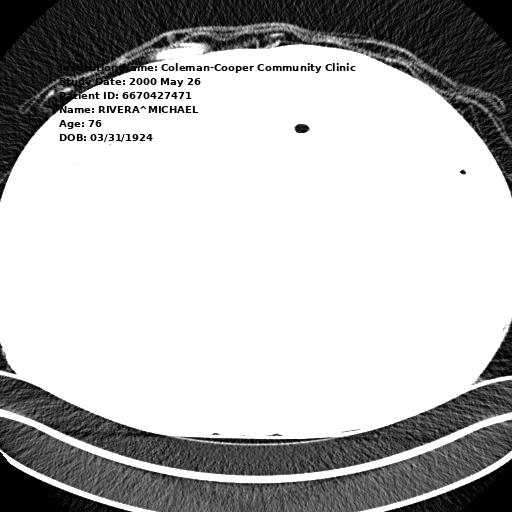 Institution Name: Coleman-Cooper Community Clinic
Study Date: 2000 May 26
Patient ID: 6670427471
Name: RIVERA^MICHAEL
Age: 76
DOB: 03/31/1924